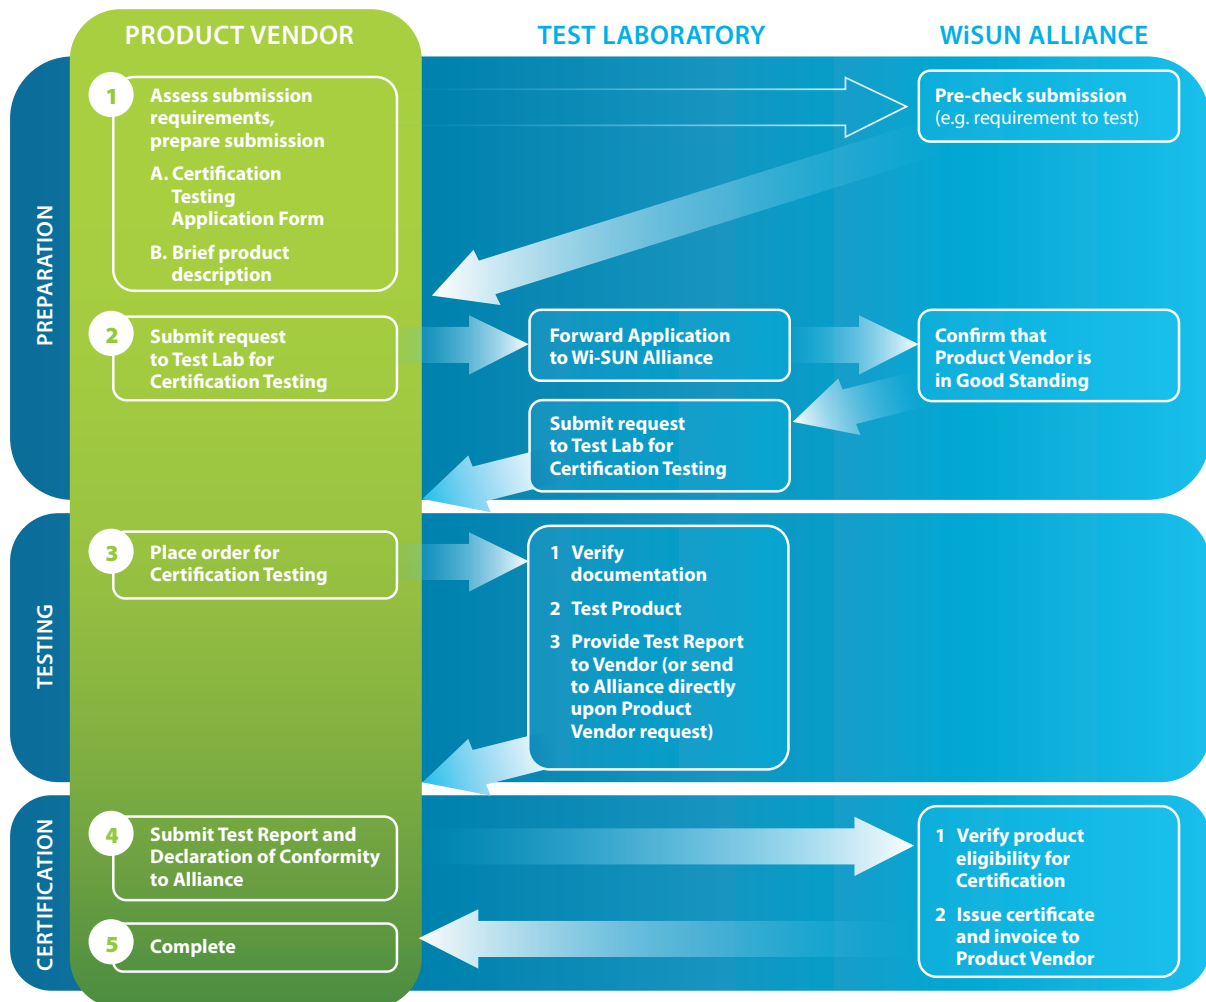 PRODUCT VENDOR
TEST LABORATORY
WiSUN ALLIANCE
PREPARATION
1
Assess submission
requirements,
prepare submission
A. Certification
Testing
Application Form
B. Brief product
description
Pre-check submission
(e.g. requirement to test)
2
Submit request
to Test Lab for
Certification Testing
Forward Application
to Wi-SUN Alliance
Confirm that
Product Vendor is
in Good Standing
Submit request
to Test Lab for
Certification Testing
TESTING
3
Place order for
Certification Testing
1 Verify
documentation
2 Test Product
3 Provide Test Report
to Vendor (or send
to Alliance directly
upon Product
Vendor request)
CERTIFICATION
4
Submit Test Report and
Declaration of Conformity
to Alliance
1 Verify product
eligibility for
Certification
2 Issue certificate
and invoice to
Product Vendor
5
Complete